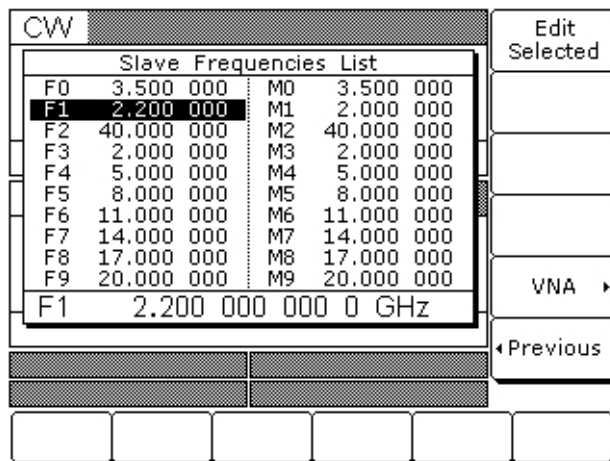 CW
Edit
Selected
Slave Frequencies List
F0 3.500 000 M0 3.500 000
F1 2.200 000 M1 2.000 000
F2 40.000 000 M2 40.000 000
F3 2.000 000 M3 2.000 000
F4 5.000 000 M4 5.000 000
F5 8.000 000 M5 8.000 000
F6 11.000 000 M6 11.000 000
F7 14.000 000 M7 14.000 000
F8 17.000 000 M8 17.000 000
F9 20.000 000 M9 20.000 000
F1 2.200 000 000 0 GHz
VNA
Previous